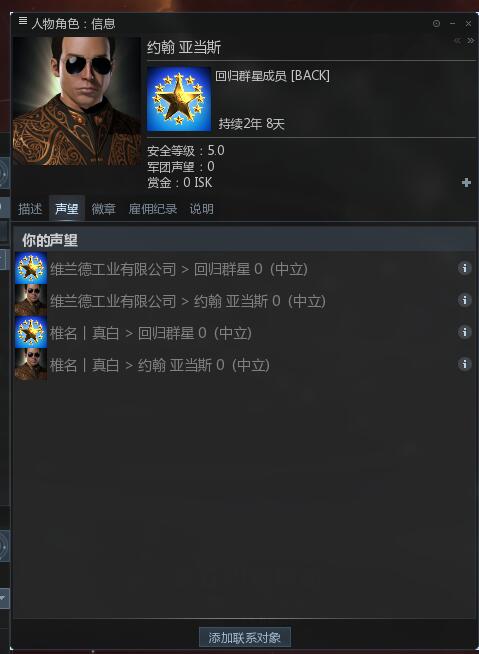 人物角色：信息
约翰 亚当斯
回归群星成员 [BACK]
持续2年 8天
安全等级：5.0
军团声望：0
赏金：0 ISK
描述 声望 徽章 雇佣纪录 说明
你的声望
维兰德工业有限公司 > 回归群星 0 (中立)
维兰德工业有限公司 > 约翰 亚当斯 0 (中立)
椎名丨真白 > 回归群星 0 (中立)
椎名丨真白 > 约翰 亚当斯 0 (中立)
添加联系对象